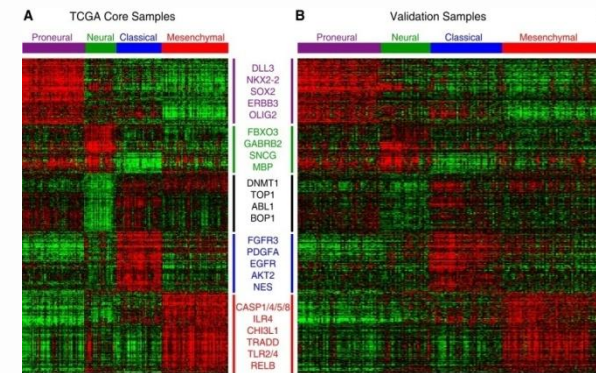 A
TCGA Core Samples
B
Validation Samples
Proneural
Neural
Classical
Mesenchymal
Proneural
Neural
Classical
Mesenchymal
DLL3
NKX2-2
SOX2
ERBB3
OLIG2
FBXO3
GABRB2
SNCG
MBP
DNMT1
TOP1
ABL1
BOP1
FGFR3
PDGFA
EGFR
AKT2
NES
CASP1/4/5/8
ILR4
CHI3L1
TRADD
TLR2/4
RELB